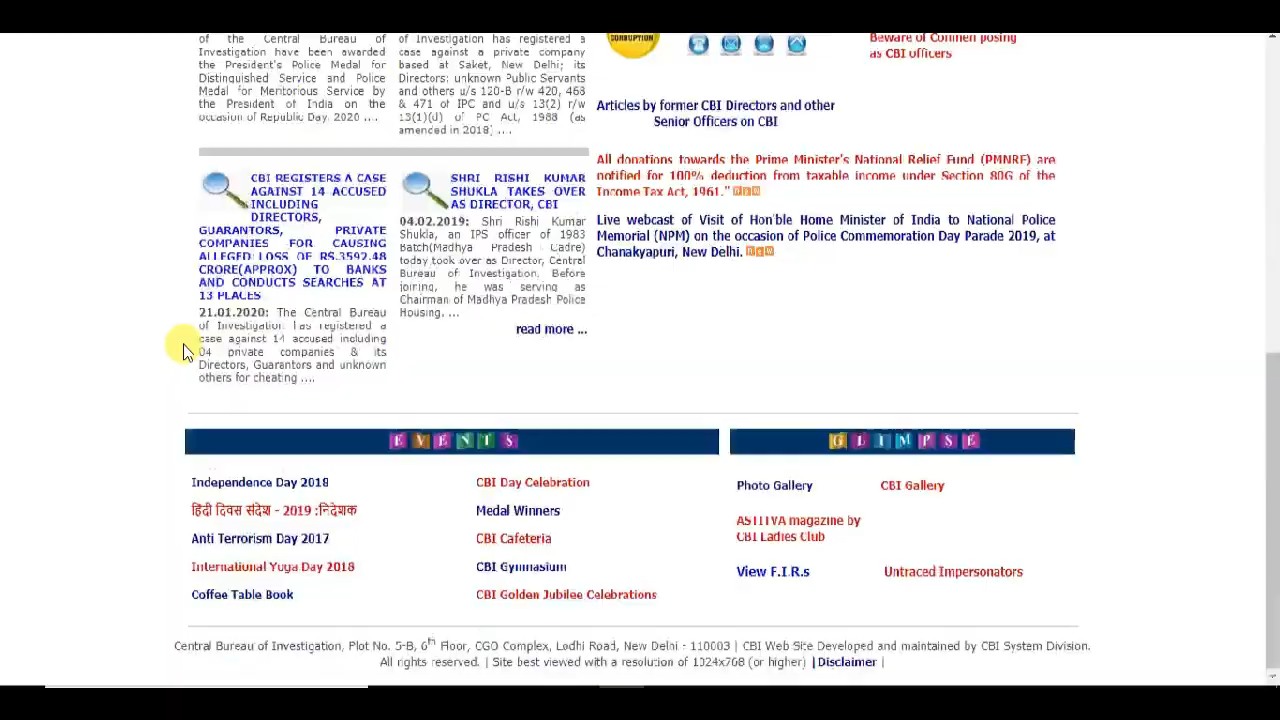 of the Central Bureau of
Investigation have been awarded
the President's Police Medal for
Distinguished Service and Police
Medal for Meritorious Service by
the President of India on the
occasion of Republic Day, 2020 ....
of Investigation has registered a
case against a private company
based at Saket, New Delhi; its
Directors; unknown Public Servants
and others u/s 120-B r/w 420, 468
& 471 of IPC and u/s 13(2) r/w
13(1)(d) of PC Act, 1988 (as
amended in 2018) ....
CORRUPTION
Beware of Conmen posing
as CBI officers
Articles by former CBI Directors and other
Senior Officers on CBI
All donations towards the Prime Minister's National Relief Fund (PMNRF) are
notified for 100% deduction from taxable income under Section 80G of the
Income Tax Act, 1961." new
Live webcast of Visit of Hon'ble Home Minister of India to National Police
Memorial (NPM) on the occasion of Police Commemoration Day Parade 2019, at
Chanakyapuri, New Delhi. new
CBI REGISTERS A CASE
AGAINST 14 ACCUSED
INCLUDING
DIRECTORS,
GUARANTORS, PRIVATE
COMPANIES FOR CAUSING
ALLEGED LOSS OF RS.3592.48
CRORE(APPROX) TO BANKS
AND CONDUCTS SEARCHES AT
13 PLACES
21.01.2020: The Central Bureau
of Investigation has registered a
case against 14 accused including
04 private companies & its
Directors, Guarantors and unknown
others for cheating ....
SHRI RISHI KUMAR
SHUKLA TAKES OVER
AS DIRECTOR, CBI
04.02.2019: Shri Rishi Kumar
Shukla, an IPS officer of 1983
Batch(Madhya Pradesh Cadre)
today took over as Director, Central
Bureau of Investigation. Before
joining, he was serving as
Chairman of Madhya Pradesh Police
Housing. ...
read more ...
EVENTS
Independence Day 2018
हिंदी दिवस संदेश - 2019 :निदेशक
Anti Terrorism Day 2017
International Yoga Day 2018
Coffee Table Book
CBI Day Celebration
Medal Winners
CBI Cafeteria
CBI Gymnasium
CBI Golden Jubilee Celebrations
GLIMPSE
Photo Gallery
CBI Gallery
ASTITVA magazine by
CBI Ladies Club
View F.I.R.s
Untraced Impersonators
Central Bureau of Investigation, Plot No. 5-B, 6th Floor, CGO Complex, Lodhi Road, New Delhi - 110003 | CBI Web Site Developed and maintained by CBI System Division.
All rights reserved. | Site best viewed with a resolution of 1024x768 (or higher) |Disclaimer |